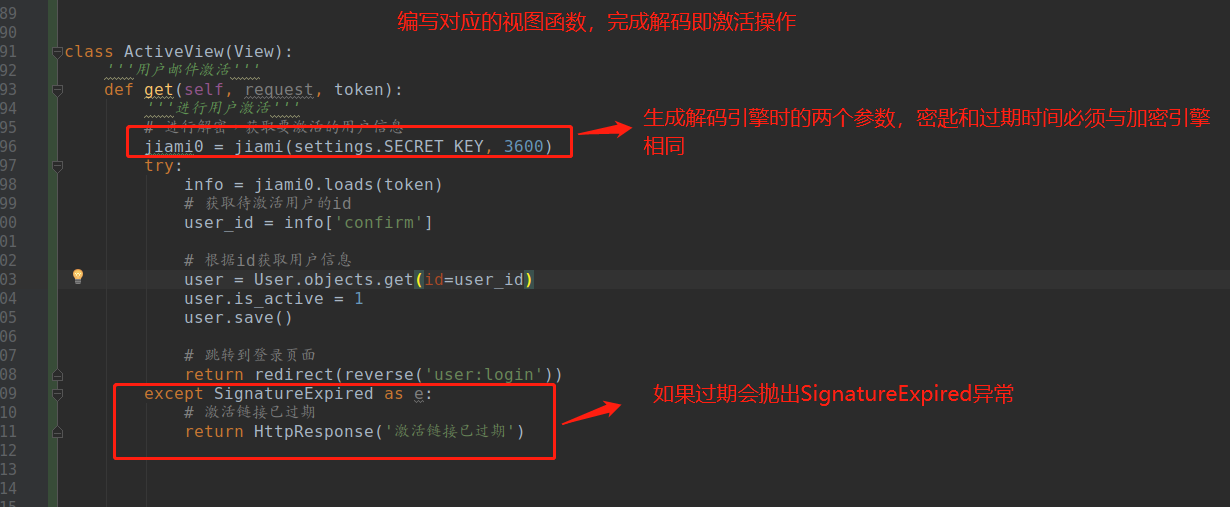 编写对应的视图函数，完成解码即激活操作
89
90
91 class ActiveView(View):
92 '''用户邮件激活'''
93 def get(self, request, token):
94 '''进行用户激活'''
95 # 进行解密，获取要激活的用户信息
96 jiami0 = jiami(settings.SECRET_KEY, 3600)
生成解码引擎时的两个参数，密匙和过期时间必须与加密引擎
相同
97 try:
98 info = jiami0.loads(token)
99 # 获取待激活用户的id
00 user_id = info['confirm']
01
02 # 根据id获取用户信息
03 user = User.objects.get(id=user_id)
04 user.is_active = 1
05 user.save()
06
07 # 跳转到登录页面
08 return redirect(reverse('user:login'))
09 except SignatureExpired as e:
如果过期会抛出SignatureExpired异常
10 # 激活链接已过期
11 return HttpResponse('激活链接已过期')
12
13
14
15